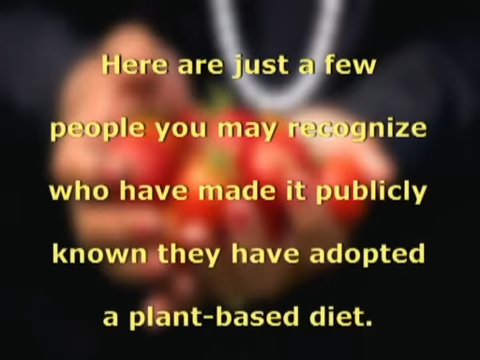 Here are just a few
people you may recognize
who have made it publicly
known they have adopted
a plant-based diet.